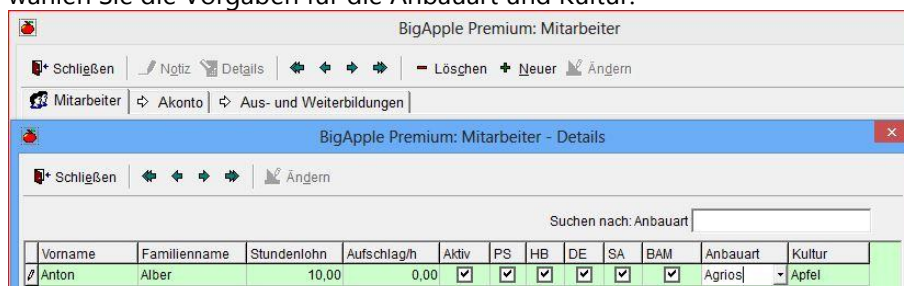 wählen Sie die Vorgaben für die Anbauart und Kultur.
BigApple Premium: Mitarbeiter
Schließen Notiz Details Löschen Neuer Ändern
Mitarbeiter Akonto Aus- und Weiterbildungen
BigApple Premium: Mitarbeiter - Details
Schließen Ändern
Suchen nach: Anbauart
Vorname Familienname Stundenlohn Aufschlag/h Aktiv PS HB DE SA BAM Anbauart Kultur
Anton Alber 10,00 0,00 Agrios Apfel